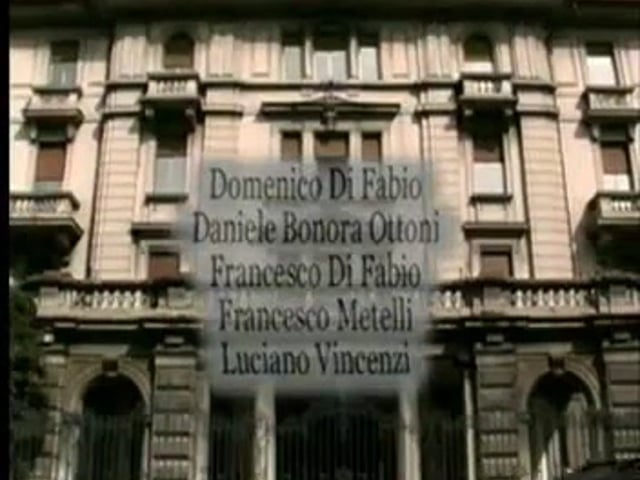 Domenico Di Fabio
Daniele Bonora Ottoni
Francesco Di Fabio
Francesco Metelli
Luciano Vincenzi